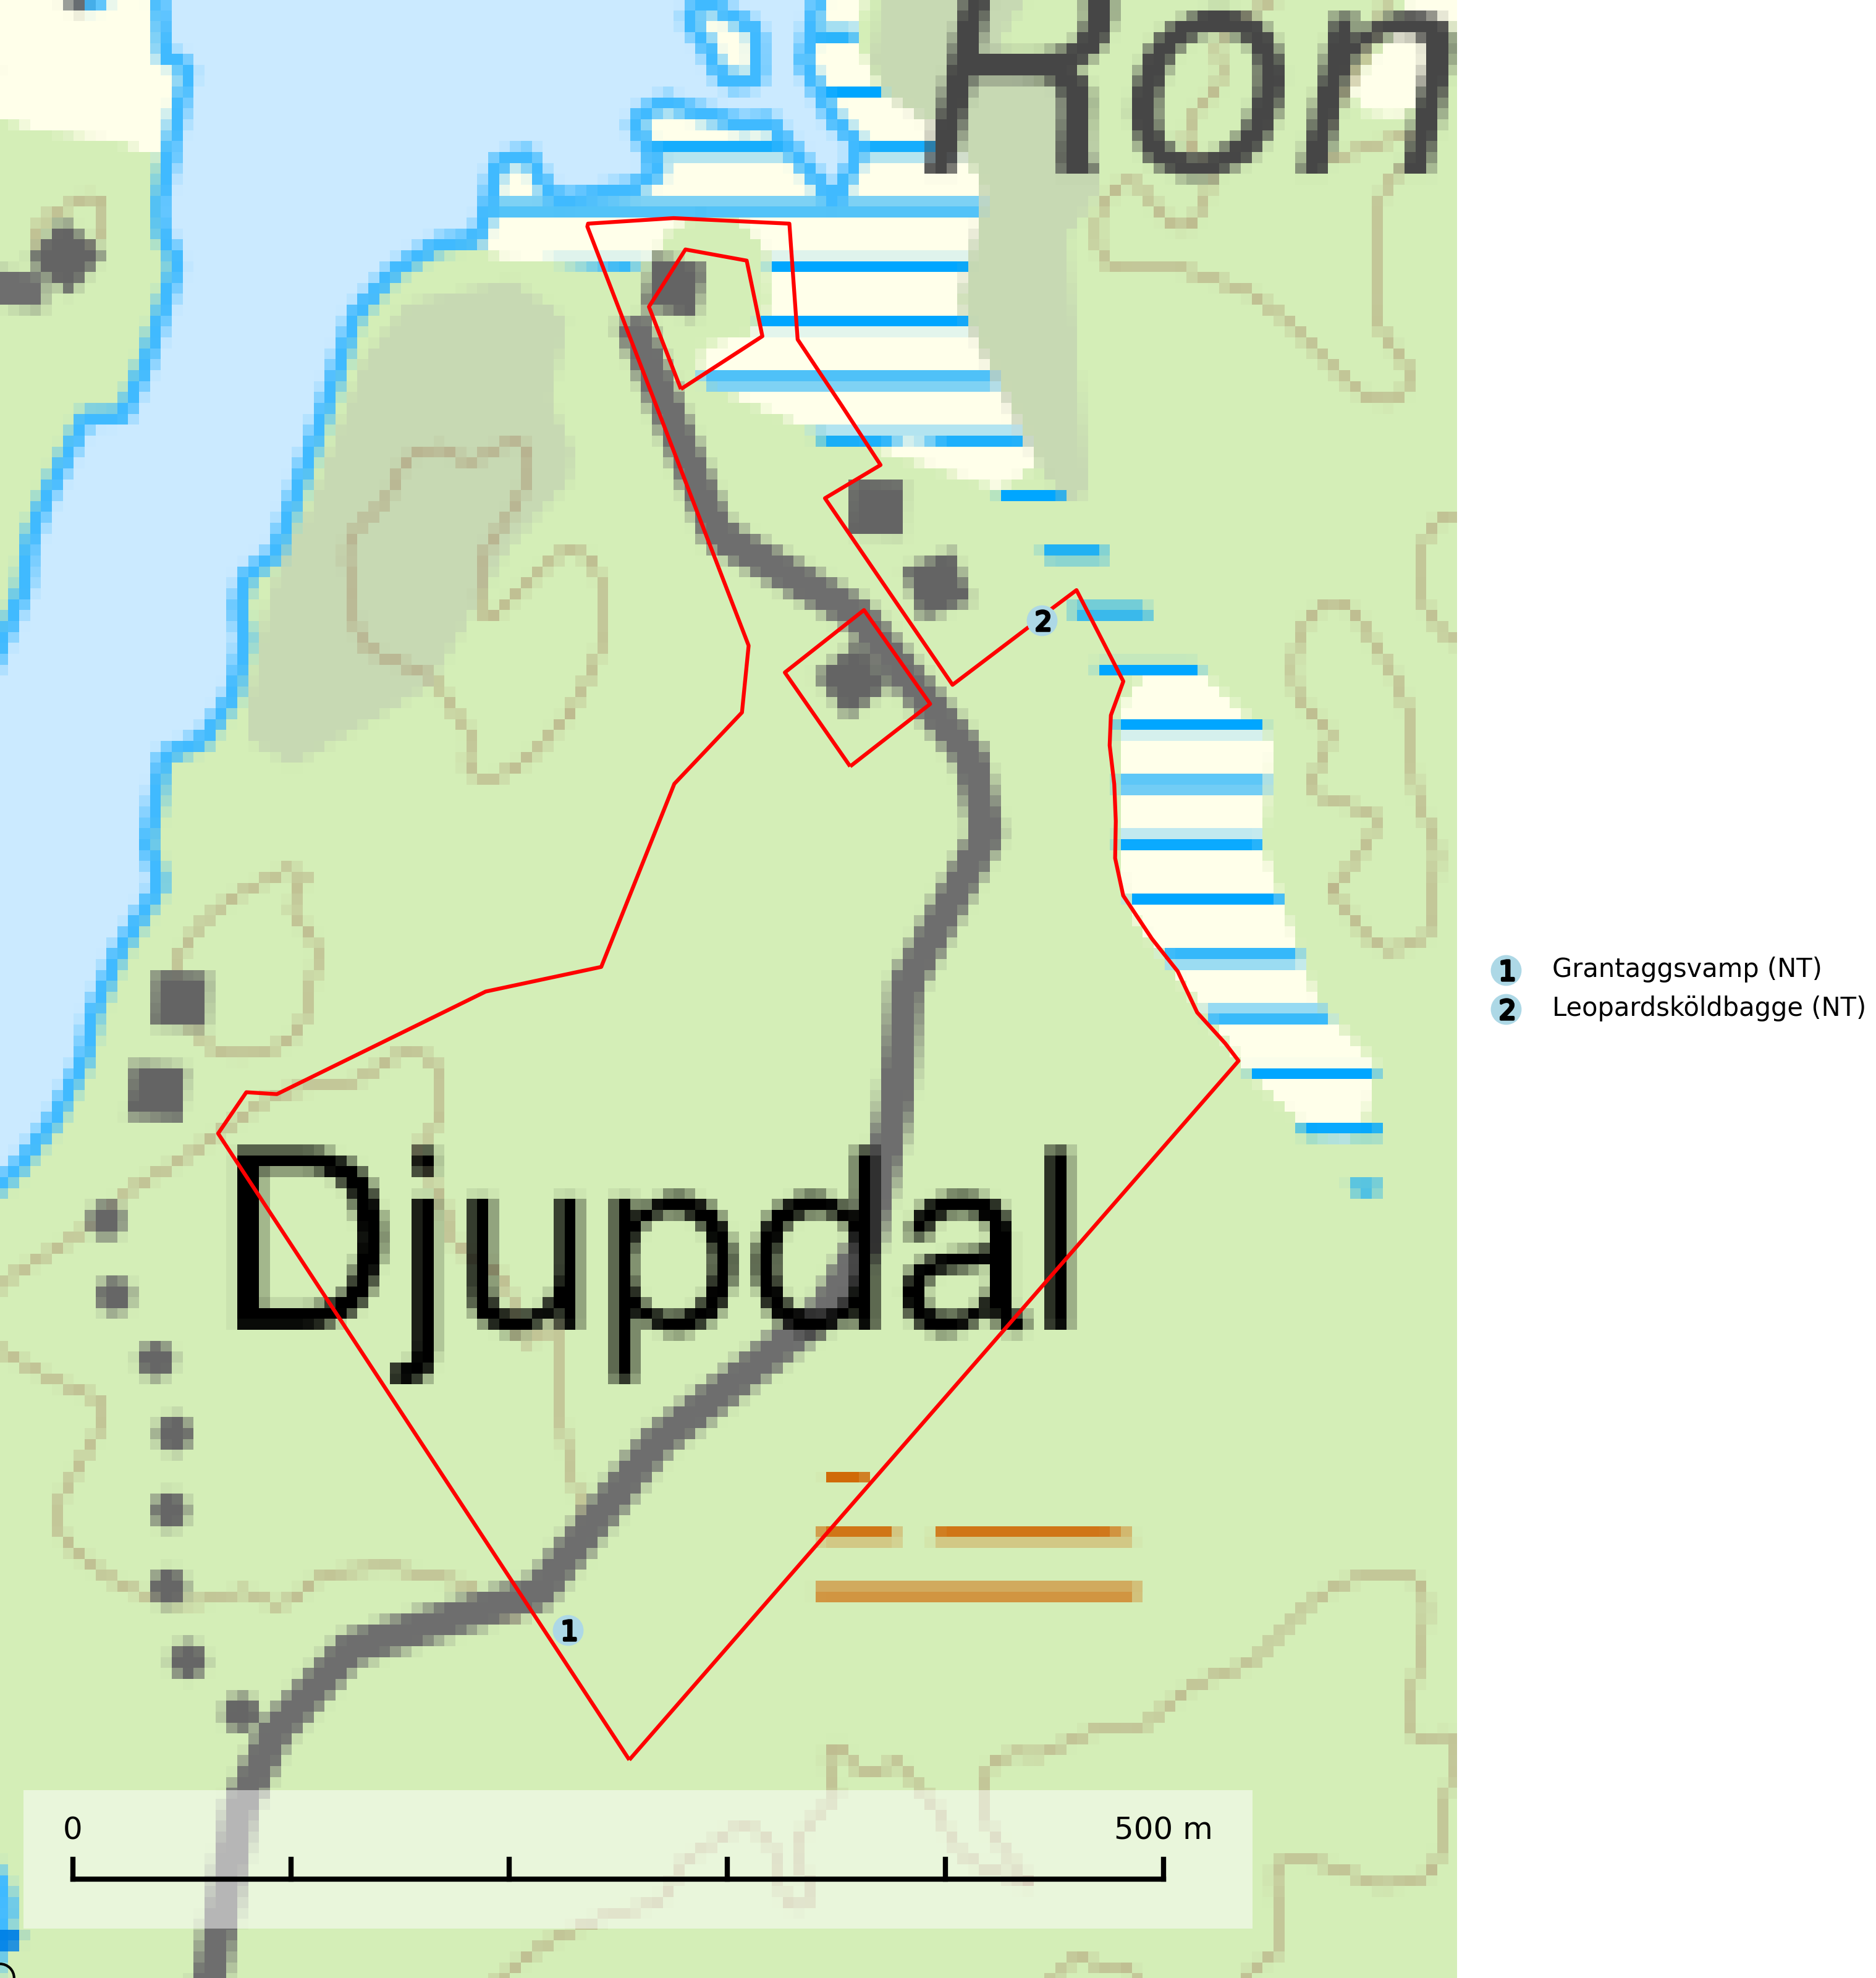 Ron
2
1 Grantaggsvamp (NT)
2 Leopardsköldbagge (NT)
Djupdal
1
0 500 m